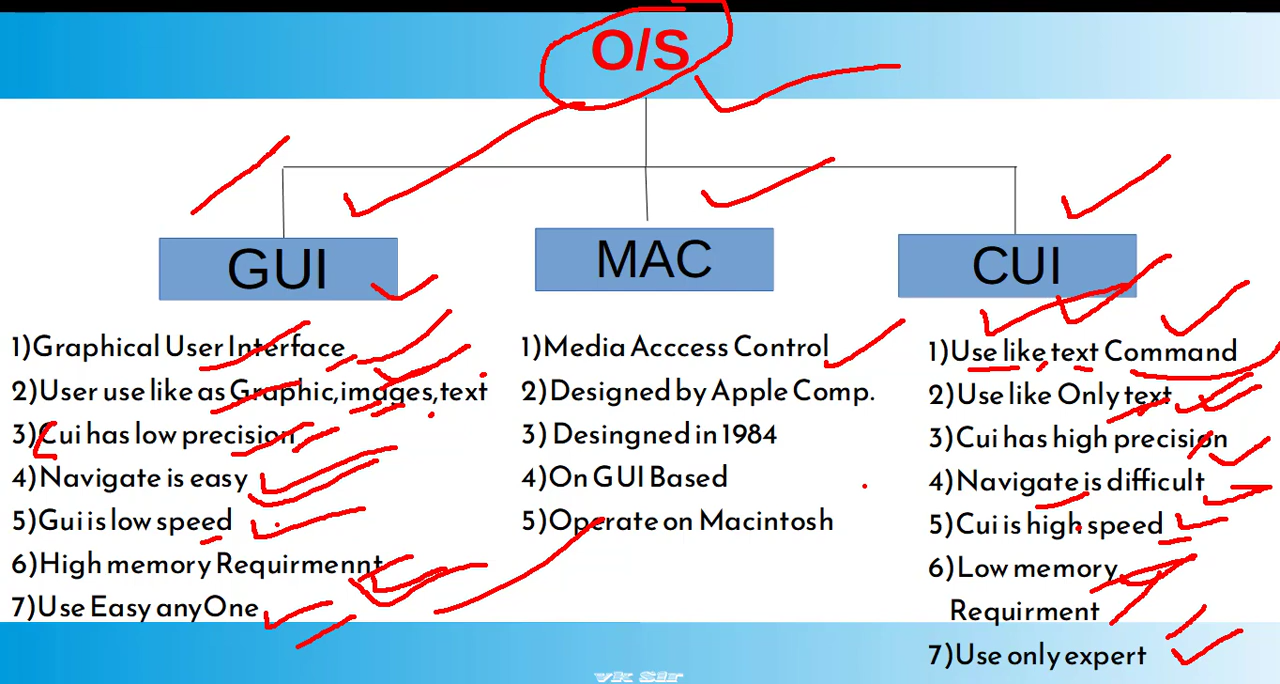 O/S
GUI
MAC
CUI
1)Graphical User Interface
2)User use like as Graphic,images,text
3)Cui has low precision
4)Navigate is easy
5)Gui is low speed
6)High memory Requirmennt
7)Use Easy anyOne
1)Media Acccess Control
2)Designed by Apple Comp.
3) Desingned in 1984
4)On GUI Based
5)Operate on Macintosh
1)Use like text Command
2)Use like Only text
3)Cui has high precision
4)Navigate is difficult
5)Cui is high speed
6)Low memory
Requirment
7)Use only expert
vk Sir